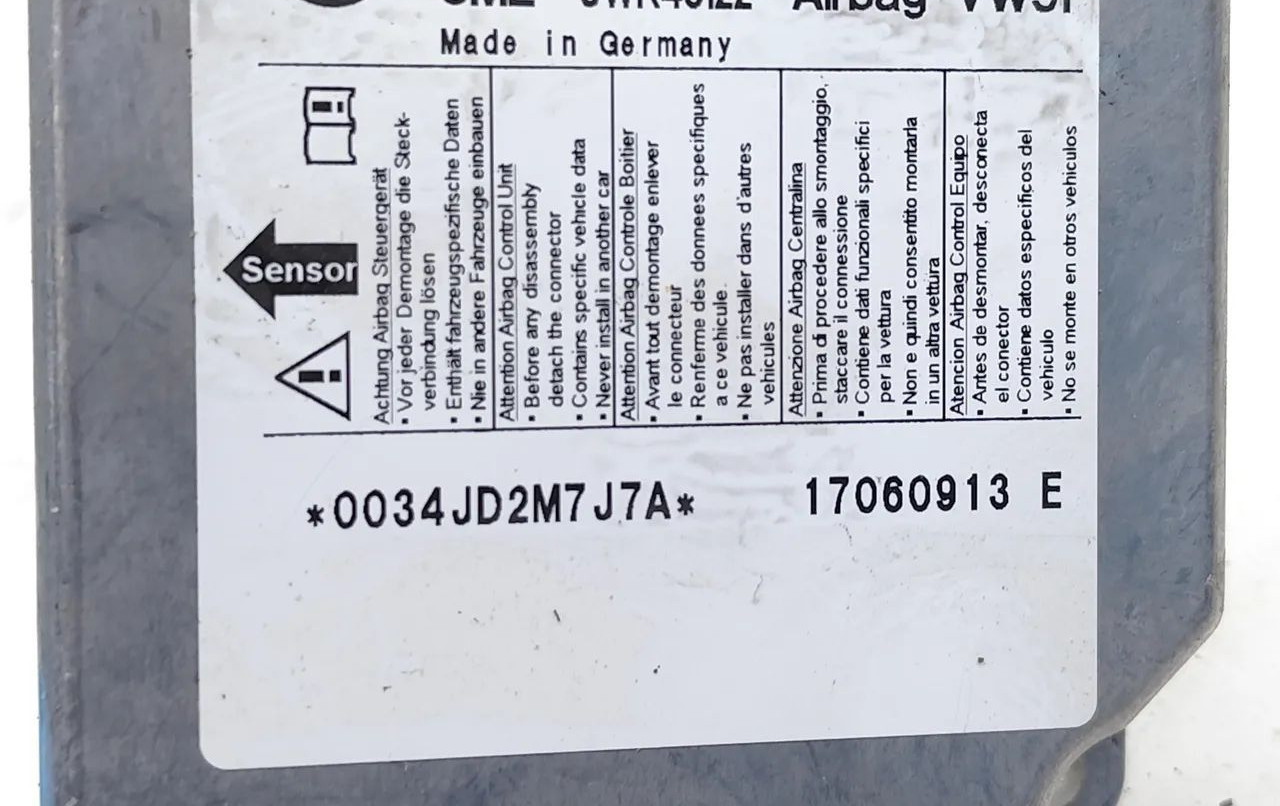 Airbag VW51
Made in Germany
Sensor
Achtung Airbag Steuergerät
▪ Vor jeder Demontage die Steck-
verbindung lösen
▪ Enthält fahrzeugspezifische Daten
▪ Nie in andere Fahrzeuge einbauen
Attention Airbag Control Unit
▪ Before any disassembly
detach the connector
▪ Contains specific vehicle data
▪ Never install in another car
Attention Airbag Controle Boitier
▪ Avant tout demontage enlever
le connecteur
▪ Renferme des donnees specifiques
a ce vehicule
▪ Ne pas installer dans d'autres
vehicules
Attenzione Airbag Centralina
▪ Prima di procedere allo smontaggio,
staccare il connessione
▪ Contiene dati funzionali specifici
per la vettura
▪ Non e quindi consentito montarla
in un altra vettura
Atencion Airbag Control Equipo
▪ Antes de desmontar, desconecta
el conector
▪ Contiene datos especificos del
vehiculo
▪ No se monte en otros vehiculos
*0034JD2M7J7A* 17060913 E